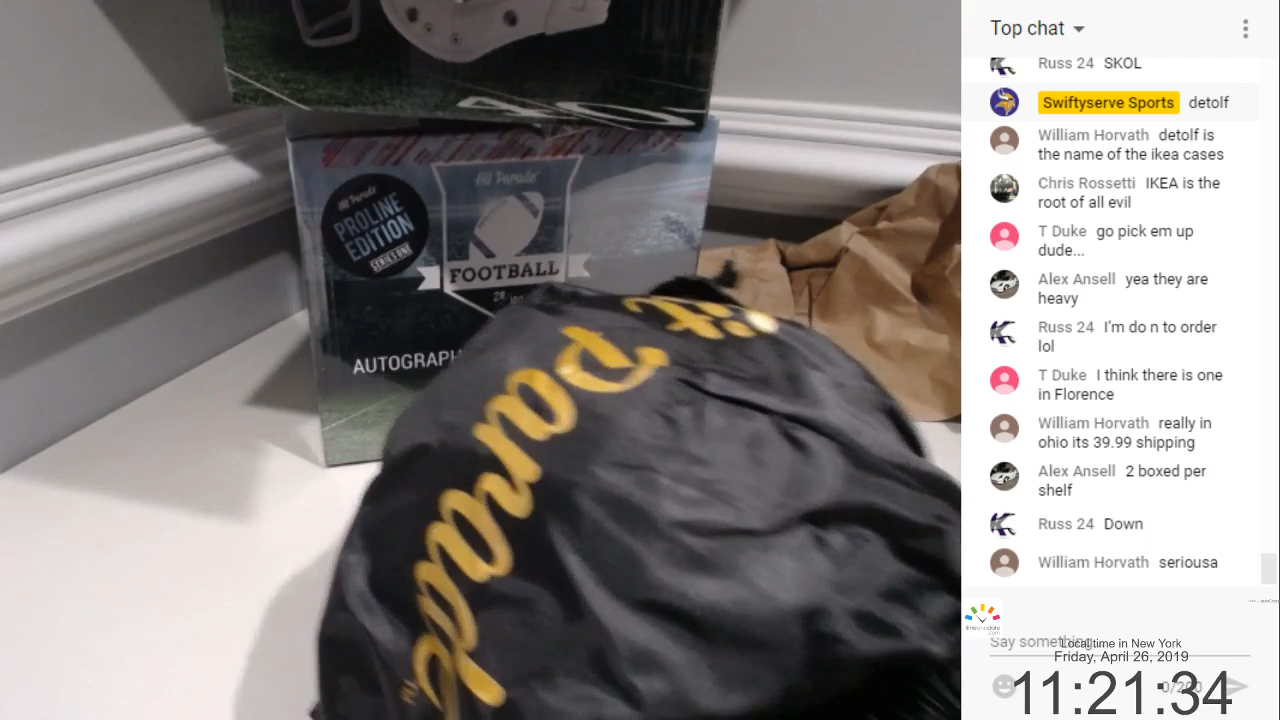 Hit Parade
PROLINE
EDITION
SERIES ONE
Hit Parade
FOOTBALL
AUTOGRAPH
Hit Parade
TM
Top chat
Russ 24 SKOL
Swiftyserve Sports detolf
William Horvath detolf is
the name of the ikea cases
Chris Rossetti IKEA is the
root of all evil
T Duke go pick em up
dude...
Alex Ansell yea they are
heavy
Russ 24 I'm do n to order
lol
T Duke I think there is one
in Florence
William Horvath really in
ohio its 39.99 shipping
Alex Ansell 2 boxed per
shelf
Russ 24 Down
William Horvath seriousa
timeanddate
.com
Say something...
Local time in New York
Friday, April 26, 2019
11:21:34